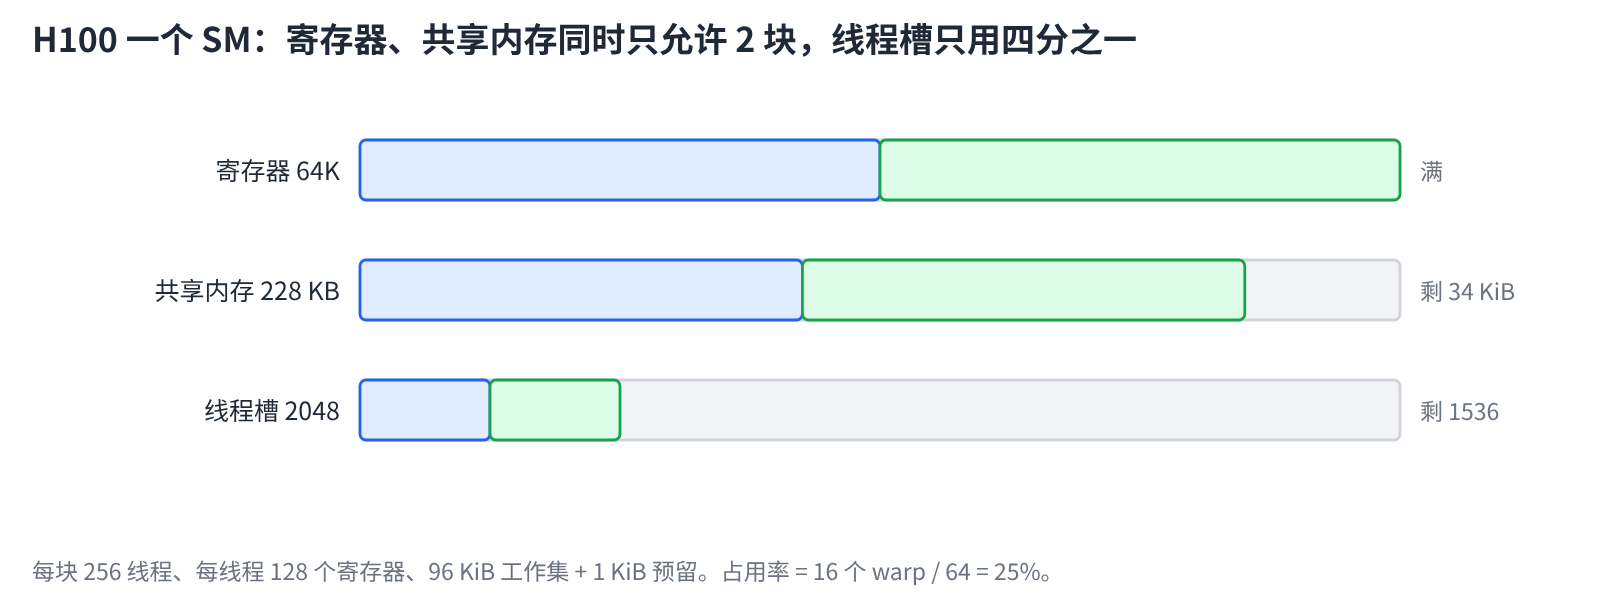 H100 一个 SM：寄存器、共享内存同时只允许 2 块，线程槽只用四分之一
寄存器 64K
满
共享内存 228 KB
剩 34 KiB
线程槽 2048
剩 1536
每块 256 线程、每线程 128 个寄存器、96 KiB 工作集 + 1 KiB 预留。占用率 = 16 个 warp / 64 = 25%。